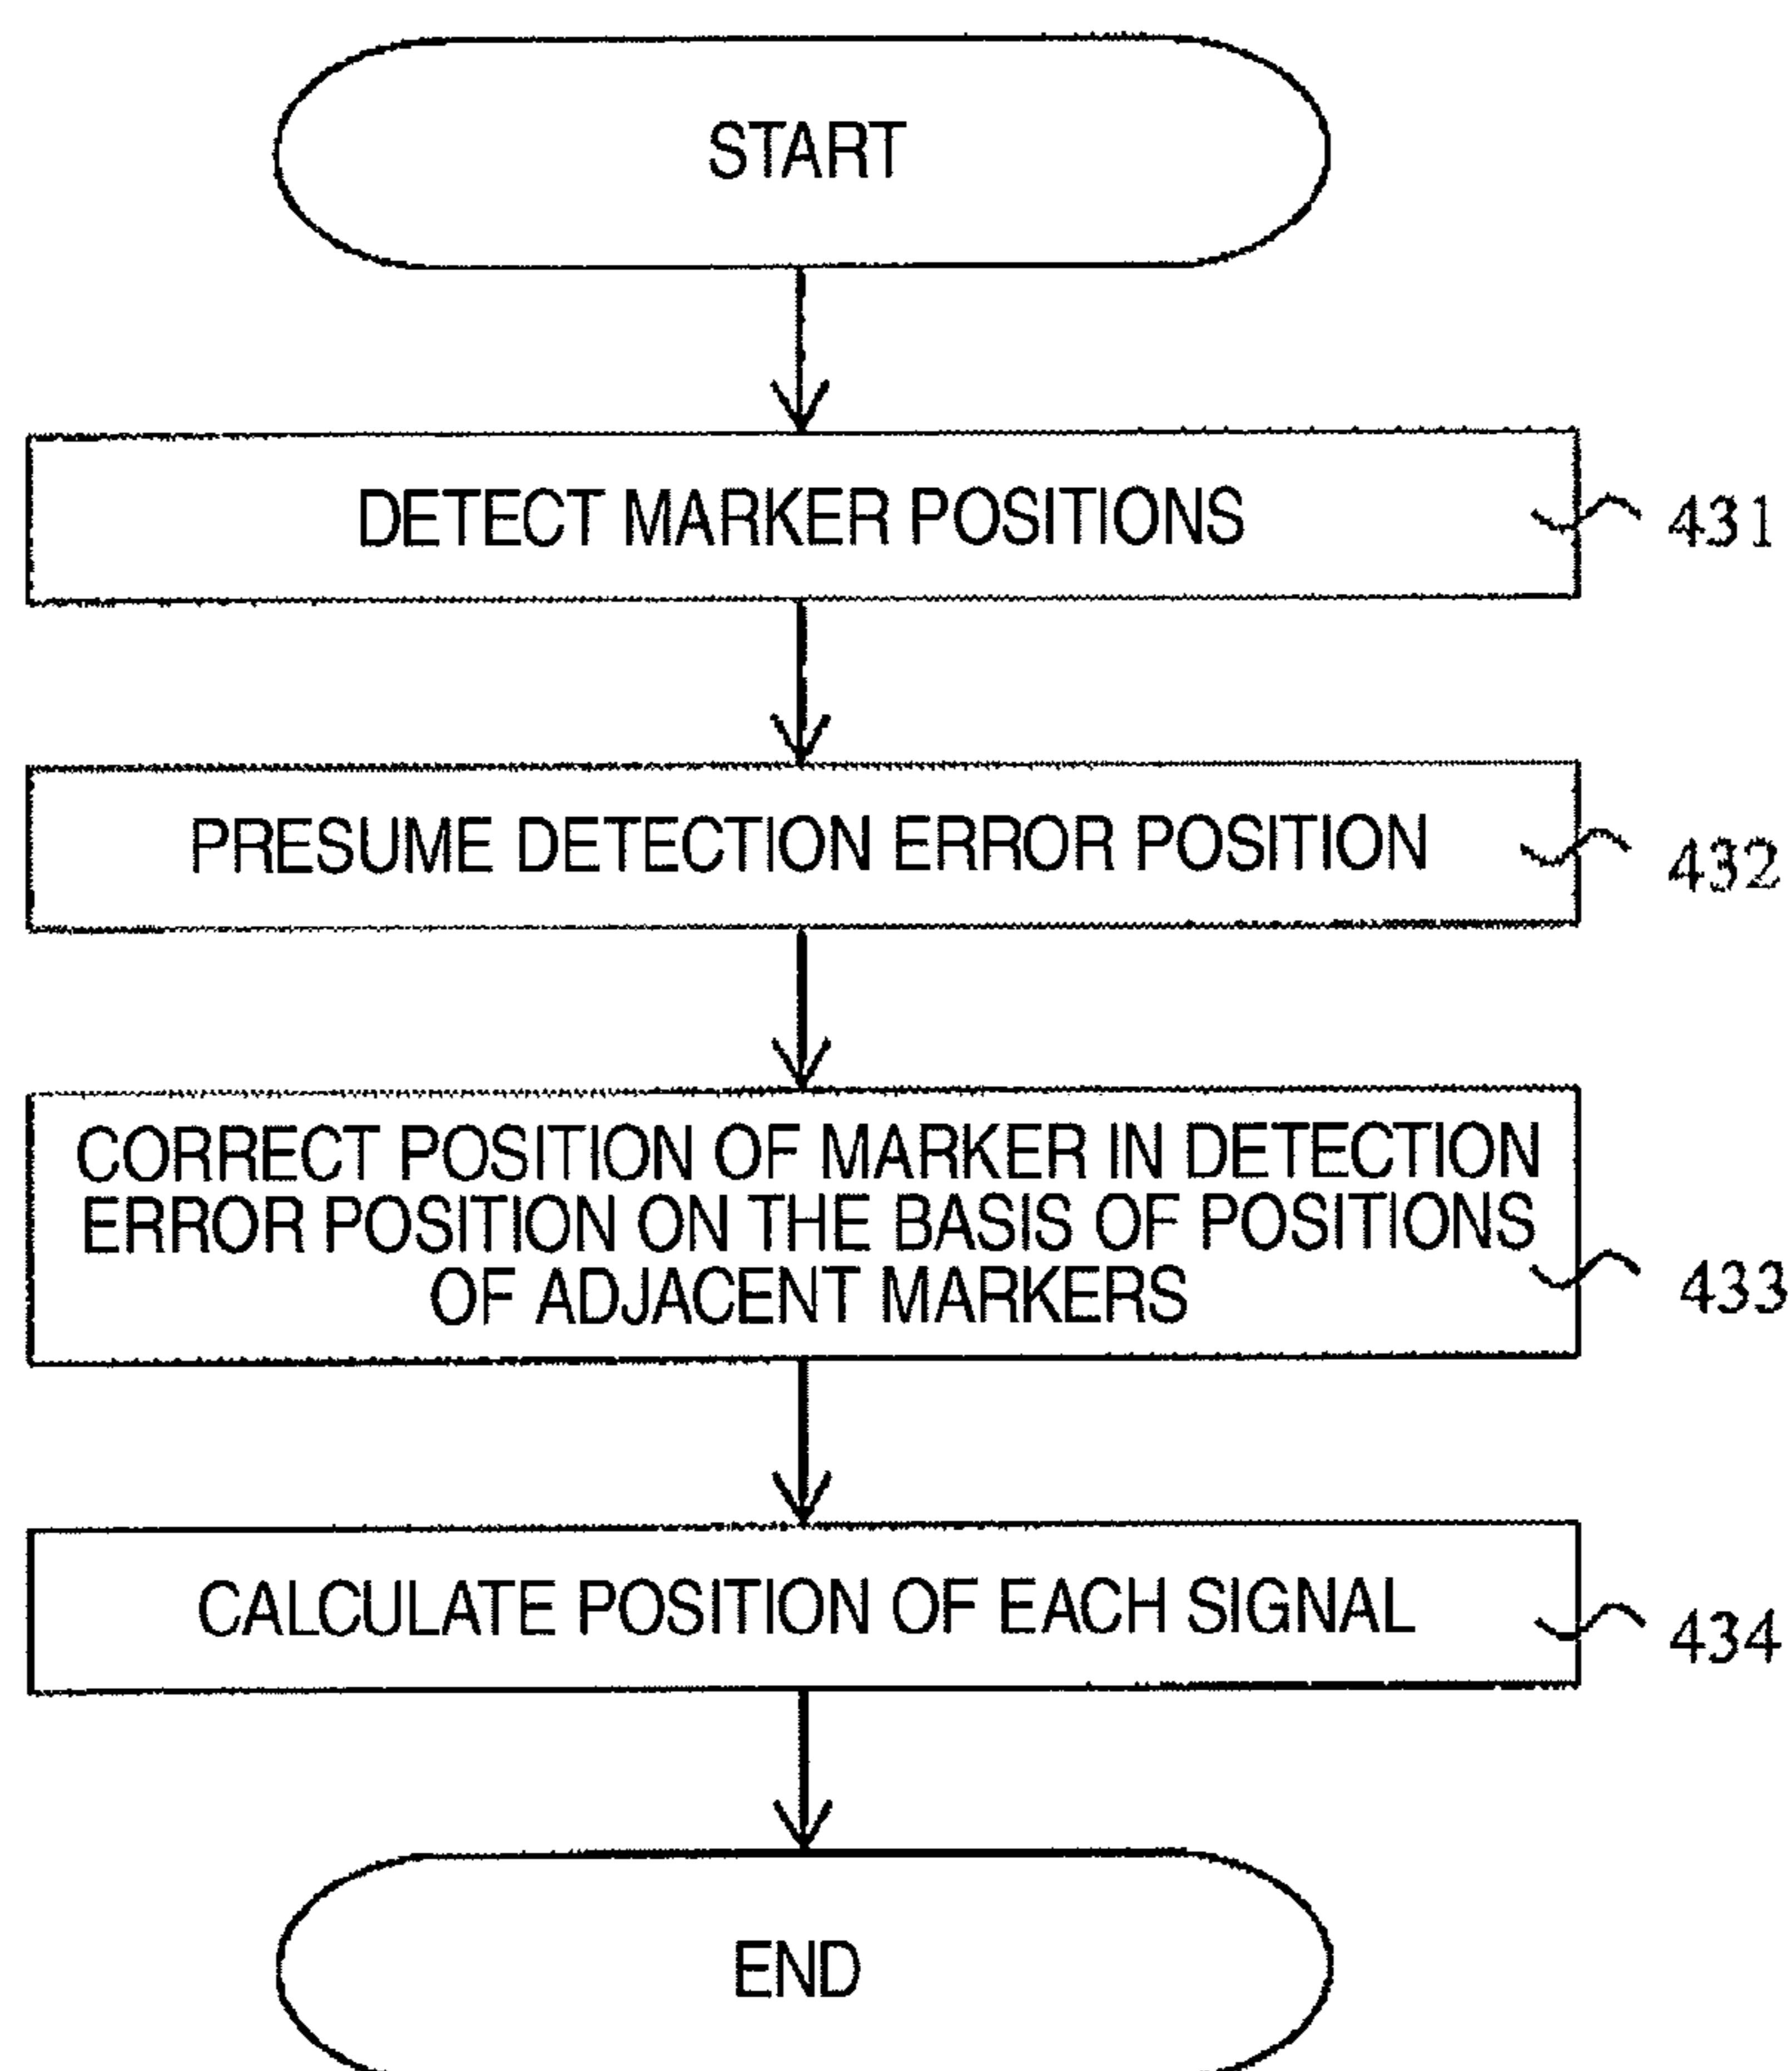 START
DETECT MARKER POSITIONS
431
PRESUME DETECTION ERROR POSITION
432
CORRECT POSITION OF MARKER IN DETECTION
ERROR POSITION ON THE BASIS OF POSITIONS
OF ADJACENT MARKERS
433
CALCULATE POSITION OF EACH SIGNAL
434
END